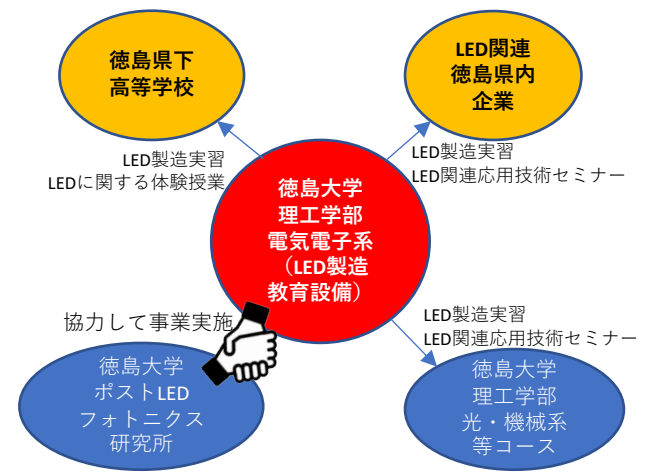 徳島県下
高等学校
LED関連
徳島県内
企業
LED製造実習
LEDに関する体験授業
LED製造実習
LED関連応用技術セミナー
徳島大学
理工学部
電気電子系
（LED製造
教育設備）
協力して事業実施
LED製造実習
LED関連応用技術セミナー
徳島大学
ポストLED
フォトニクス
研究所
徳島大学
理工学部
光・機械系
等コース